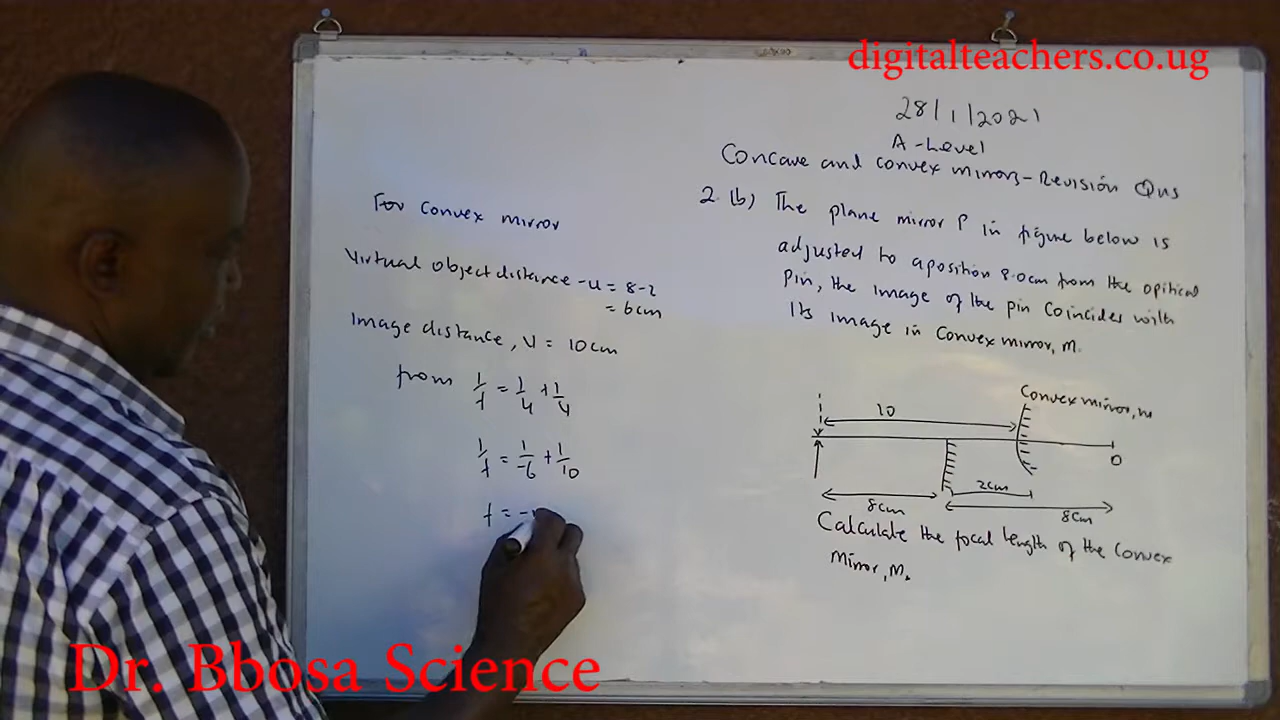 digitalteachers.co.ug
28/1/2021
A-Level
Concave and convex mirrors-Revision Qns
2. (b) The plane mirror P in figure below is
adjusted to a position 8.0cm from the opitical
Pin, the image of the pin Coincides with
its image in Convex mirror, M.
Convex mirror, M
10
O
2cm
8cm
8cm
Calculate the focal length of the Convex
Mirror, M.
For Convex mirror
Virtual object distance -u = 8-2
= 6cm
Image distance, V = 10cm
from 1/f = 1/u + 1/v
1/f = 1/-6 + 1/10
f = -
Dr. Bbosa Science